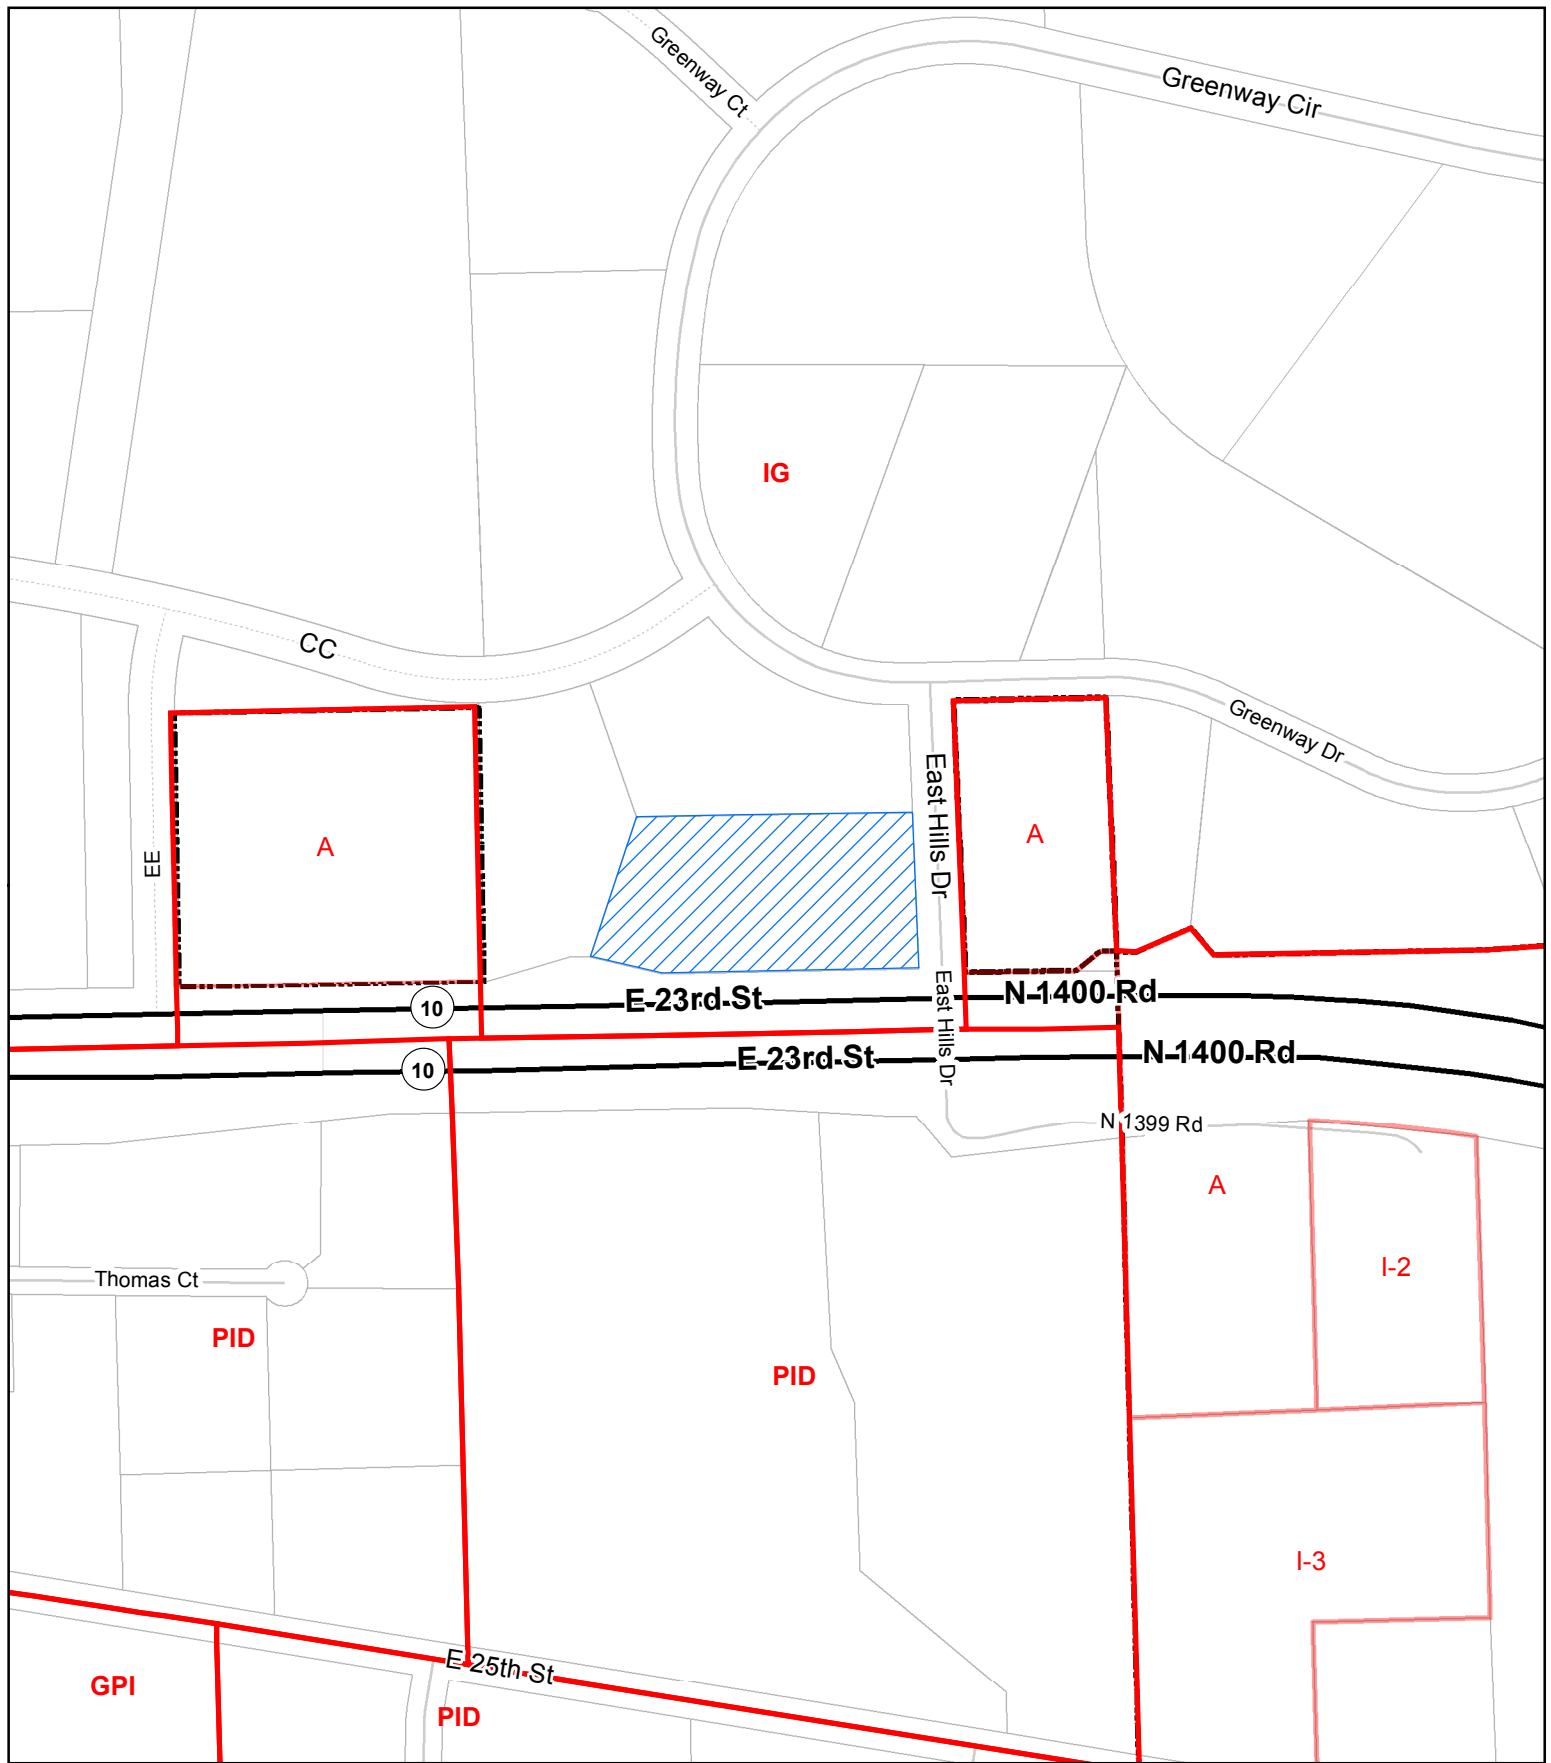 Greenway Ct
Greenway Cir
IG
CC
Greenway Dr
East Hills Dr
A
A
EE
East Hills Dr
10
E 23rd St
N 1400 Rd
10
E 23rd St
N 1400 Rd
N 1399 Rd
A
I-2
Thomas Ct
PID
PID
I-3
E 25th St
GPI
PID